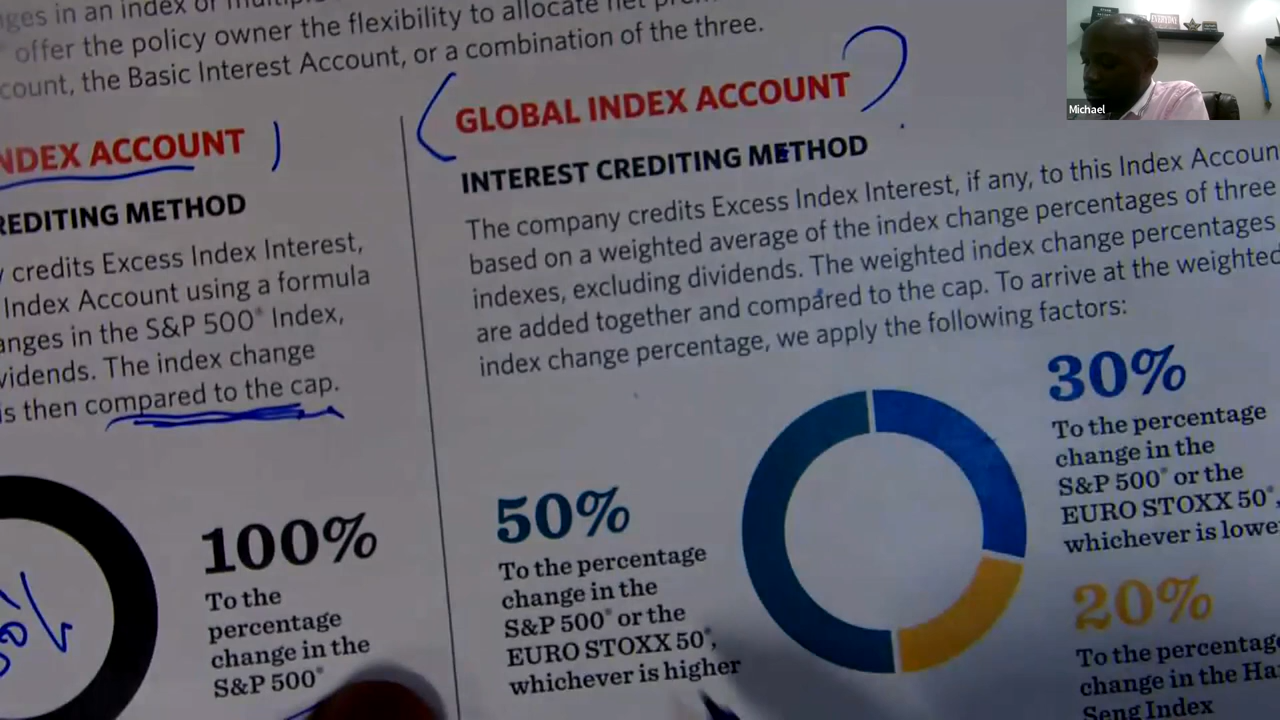 in an index or
offer the policy owner the flexibility to allocate net
count, the Basic Interest Account, or a combination of the three.
NDEX ACCOUNT
REDITING METHOD
credits Excess Index Interest,
Index Account using a formula
anges in the S&P 500® Index,
vidends. The index change
is then compared to the cap.
100%
To the
percentage
change in the
S&P 500®
GLOBAL INDEX ACCOUNT
INTEREST CREDITING METHOD
The company credits Excess Index Interest, if any, to this Index Accoun
based on a weighted average of the index change percentages of three
indexes, excluding dividends. The weighted index change percentages
are added together and compared to the cap. To arrive at the weighted
index change percentage, we apply the following factors:
50%
To the percentage
change in the
S&P 500® or the
EURO STOXX 50®,
whichever is higher
30%
To the percentage
change in the
S&P 500® or the
EURO STOXX 50®,
whichever is lowe
20%
To the percentag
change in the Ha
Seng Index
EVERYDAY
Michael